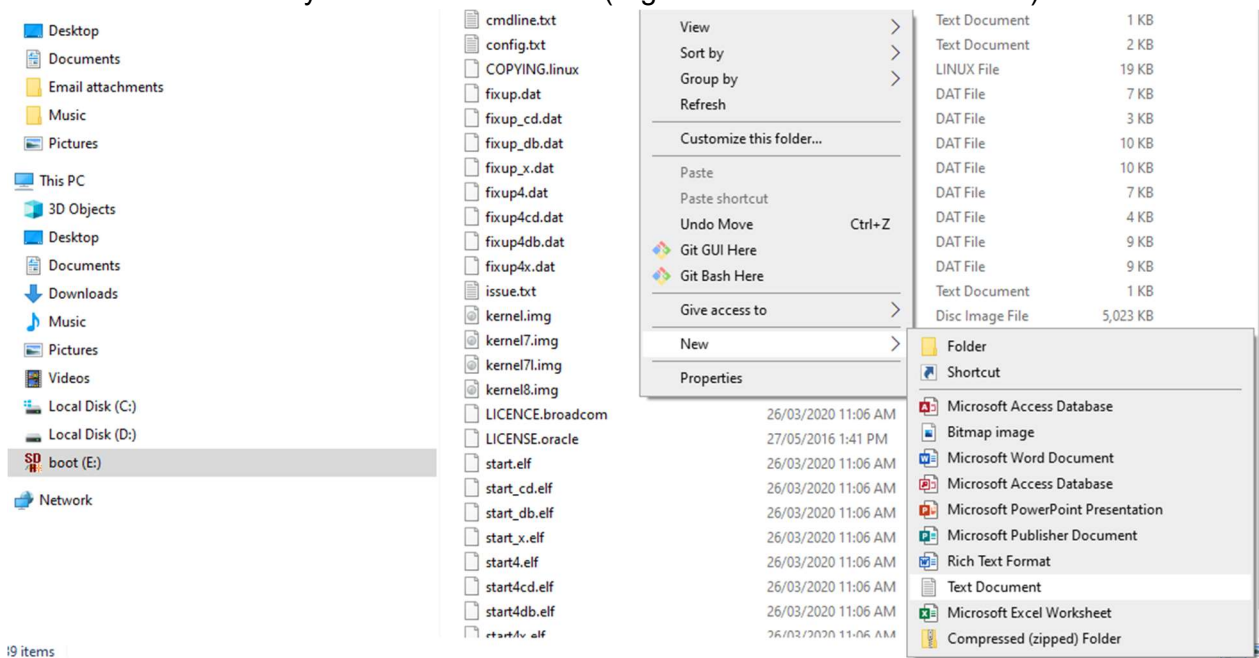 Desktop
Documents
Email attachments
Music
Pictures
This PC
3D Objects
Desktop
Documents
Downloads
Music
Pictures
Videos
Local Disk (C:)
Local Disk (D:)
boot (E:)
Network
cmdline.txt Text Document 1 KB
config.txt Text Document 2 KB
COPYING.linux LINUX File 19 KB
fixup.dat DAT File 7 KB
fixup_cd.dat DAT File 3 KB
fixup_db.dat DAT File 10 KB
fixup_x.dat DAT File 10 KB
fixup4.dat DAT File 7 KB
fixup4cd.dat DAT File 4 KB
fixup4db.dat DAT File 9 KB
fixup4x.dat DAT File 9 KB
issue.txt Text Document 1 KB
kernel.img Disc Image File 5,023 KB
kernel7.img
kernel7l.img
kernel8.img
LICENCE.broadcom 26/03/2020 11:06 AM
LICENSE.oracle 27/05/2016 1:41 PM
start.elf 26/03/2020 11:06 AM
start_cd.elf 26/03/2020 11:06 AM
start_db.elf 26/03/2020 11:06 AM
start_x.elf 26/03/2020 11:06 AM
start4.elf 26/03/2020 11:06 AM
start4cd.elf 26/03/2020 11:06 AM
start4db.elf 26/03/2020 11:06 AM
start4x.elf 26/03/2020 11:06 AM
View
Sort by
Group by
Refresh
Customize this folder...
Paste
Paste shortcut
Undo Move Ctrl+Z
Git GUI Here
Git Bash Here
Give access to
New
Properties
Folder
Shortcut
Microsoft Access Database
Bitmap image
Microsoft Word Document
Microsoft Access Database
Microsoft PowerPoint Presentation
Microsoft Publisher Document
Rich Text Format
Text Document
Microsoft Excel Worksheet
Compressed (zipped) Folder
39 items